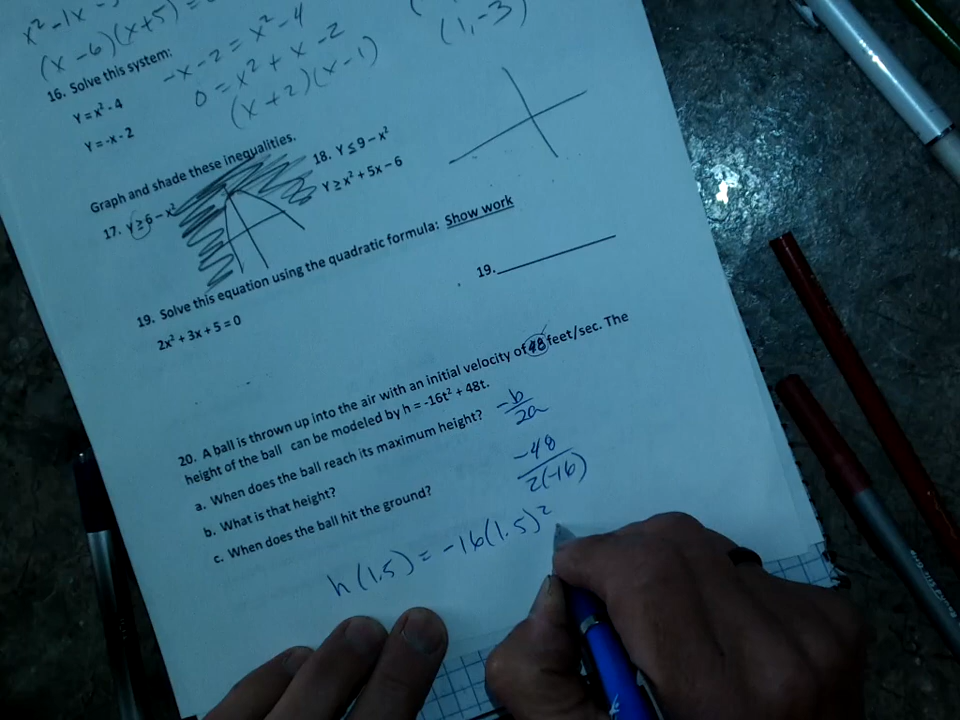 x² - 1x
(x - 6)(x + 5) =
(1, -3)
16. Solve this system:
-x - 2 = x² - 4
Y = x² - 4
0 = x² + x - 2
Y = -x - 2
(x + 2)(x - 1)
Graph and shade these inequalities.
17. y ≥ 6 - x²
18. Y ≤ 9 - x²
Y ≥ x² + 5x - 6
19. Solve this equation using the quadratic formula: Show work
2x² + 3x + 5 = 0
19.
20. A ball is thrown up into the air with an initial velocity of 48 feet/sec. The
height of the ball can be modeled by h = -16t² + 48t.
a. When does the ball reach its maximum height?
-b/2a
b. What is that height?
-48/2(-16)
c. When does the ball hit the ground?
h(1.5) = -16(1.5)²